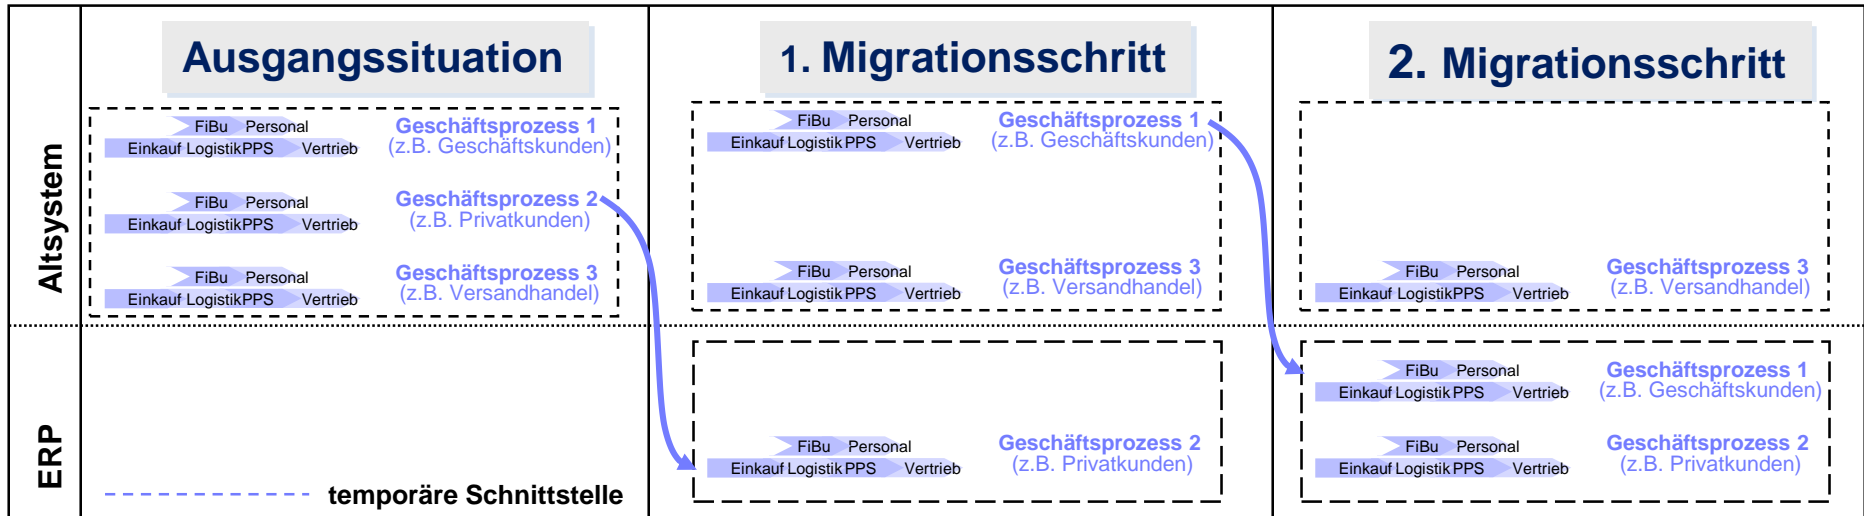 Ausgangssituation
1. Migrationsschritt
2. Migrationsschritt
Altsystem
FiBu Personal
Einkauf Logistik PPS Vertrieb
Geschäftsprozess 1
(z.B. Geschäftskunden)
FiBu Personal
Einkauf Logistik PPS Vertrieb
Geschäftsprozess 2
(z.B. Privatkunden)
FiBu Personal
Einkauf Logistik PPS Vertrieb
Geschäftsprozess 3
(z.B. Versandhandel)
FiBu Personal
Einkauf Logistik PPS Vertrieb
Geschäftsprozess 1
(z.B. Geschäftskunden)
FiBu Personal
Einkauf Logistik PPS Vertrieb
Geschäftsprozess 3
(z.B. Versandhandel)
FiBu Personal
Einkauf Logistik PPS Vertrieb
Geschäftsprozess 3
(z.B. Versandhandel)
ERP
temporäre Schnittstelle
FiBu Personal
Einkauf Logistik PPS Vertrieb
Geschäftsprozess 2
(z.B. Privatkunden)
FiBu Personal
Einkauf Logistik PPS Vertrieb
Geschäftsprozess 1
(z.B. Geschäftskunden)
FiBu Personal
Einkauf Logistik PPS Vertrieb
Geschäftsprozess 2
(z.B. Privatkunden)